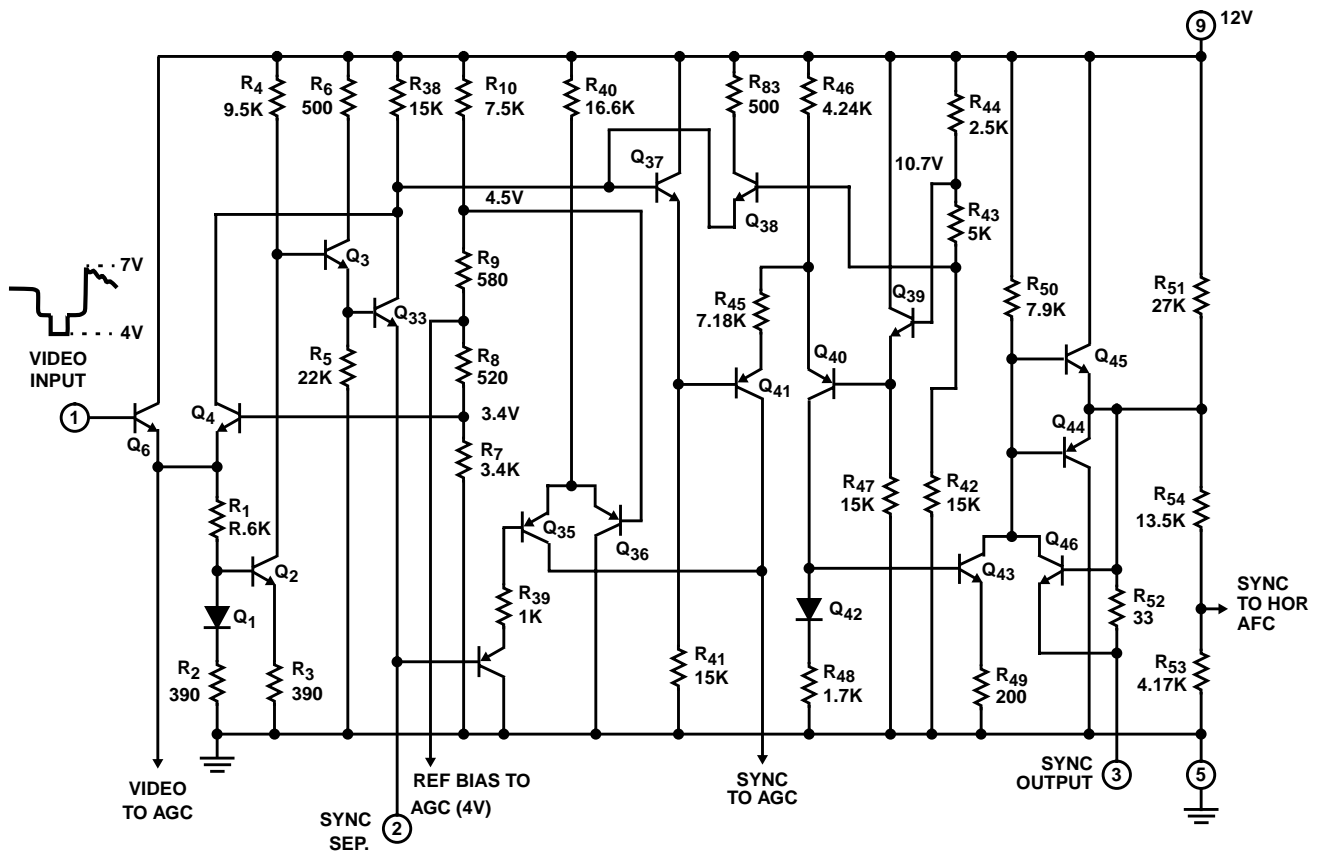 9 12V
R4 9.5K
R6 500
R38 15K
R10 7.5K
R40 16.6K
R83 500
R46 4.24K
R44 2.5K
Q37
10.7V
4.5V
Q38
R43 5K
Q3
7V
4V
VIDEO
INPUT
R9 580
Q33
R45 7.18K
Q39
R50 7.9K
R51 27K
R5 22K
R8 520
Q40
Q41
Q45
1
Q6
Q4
3.4V
Q44
R7 3.4K
R1 R.6K
R47 15K
R42 15K
R54 13.5K
Q35
Q36
Q46
Q2
Q43
Q1
R39 1K
Q42
R52 33
SYNC
TO HOR
AFC
R2 390
R3 390
R41 15K
R48 1.7K
R49 200
R53 4.17K
VIDEO
TO AGC
REF BIAS TO
AGC (4V)
SYNC
TO AGC
SYNC
OUTPUT
3
5
SYNC
SEP.
2